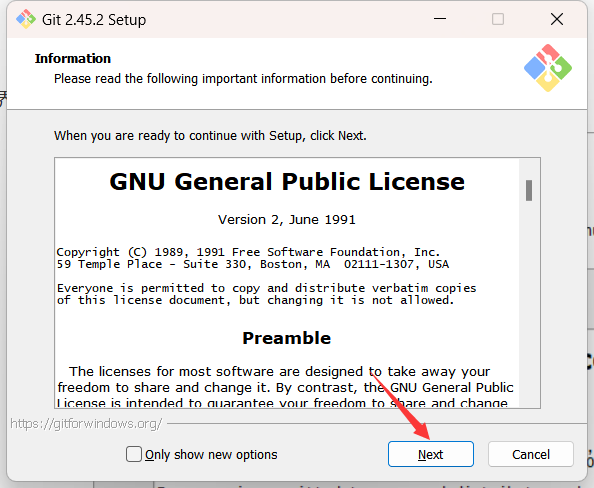 Git 2.45.2 Setup
Information
Please read the following important information before continuing.
When you are ready to continue with Setup, click Next.
GNU General Public License
Version 2, June 1991
Copyright (C) 1989, 1991 Free Software Foundation, Inc.
59 Temple Place - Suite 330, Boston, MA  02111-1307, USA
Everyone is permitted to copy and distribute verbatim copies
of this license document, but changing it is not allowed.
Preamble
The licenses for most software are designed to take away your
freedom to share and change it. By contrast, the GNU General Public
License is intended to guarantee your freedom to share and change
https://gitforwindows.org/
Only show new options
Next
Cancel